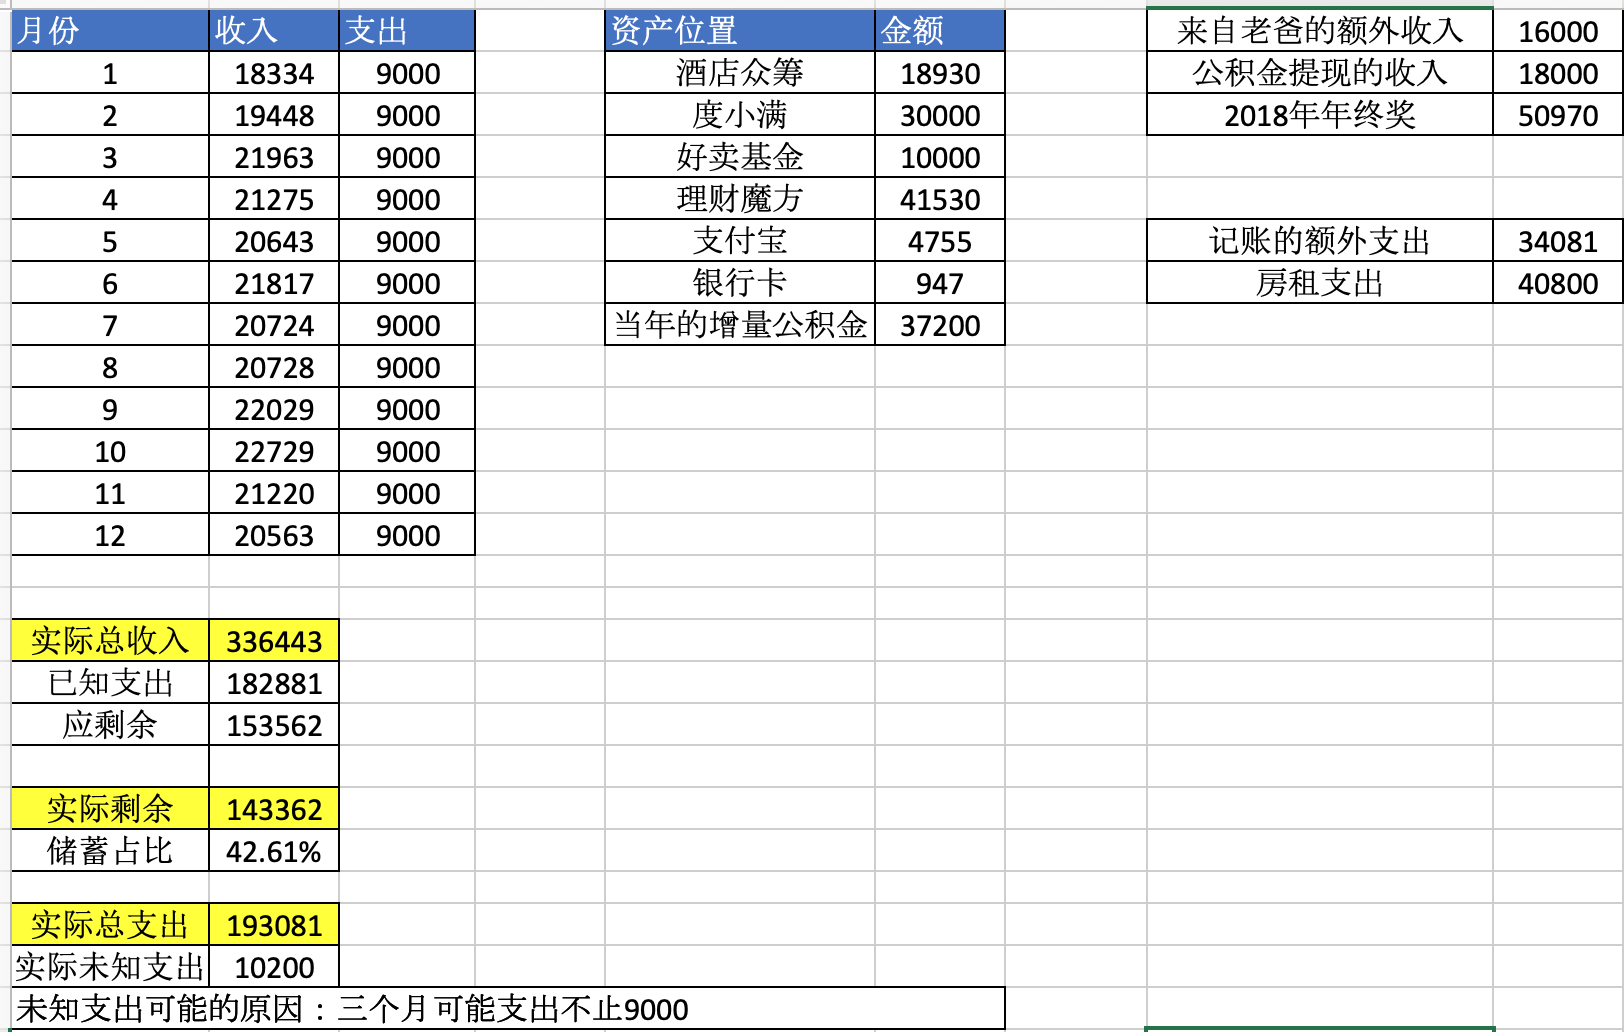 月份 收入 支出 资产位置 金额 来自老爸的额外收入 16000
1 18334 9000 酒店众筹 18930 公积金提现的收入 18000
2 19448 9000 度小满 30000 2018年年终奖 50970
3 21963 9000 好卖基金 10000
4 21275 9000 理财魔方 41530
5 20643 9000 支付宝 4755 记账的额外支出 34081
6 21817 9000 银行卡 947 房租支出 40800
7 20724 9000 当年的增量公积金 37200
8 20728 9000
9 22029 9000
10 22729 9000
11 21220 9000
12 20563 9000
实际总收入 336443
已知支出 182881
应剩余 153562
实际剩余 143362
储蓄占比 42.61%
实际总支出 193081
实际未知支出 10200
未知支出可能的原因：三个月可能支出不止9000